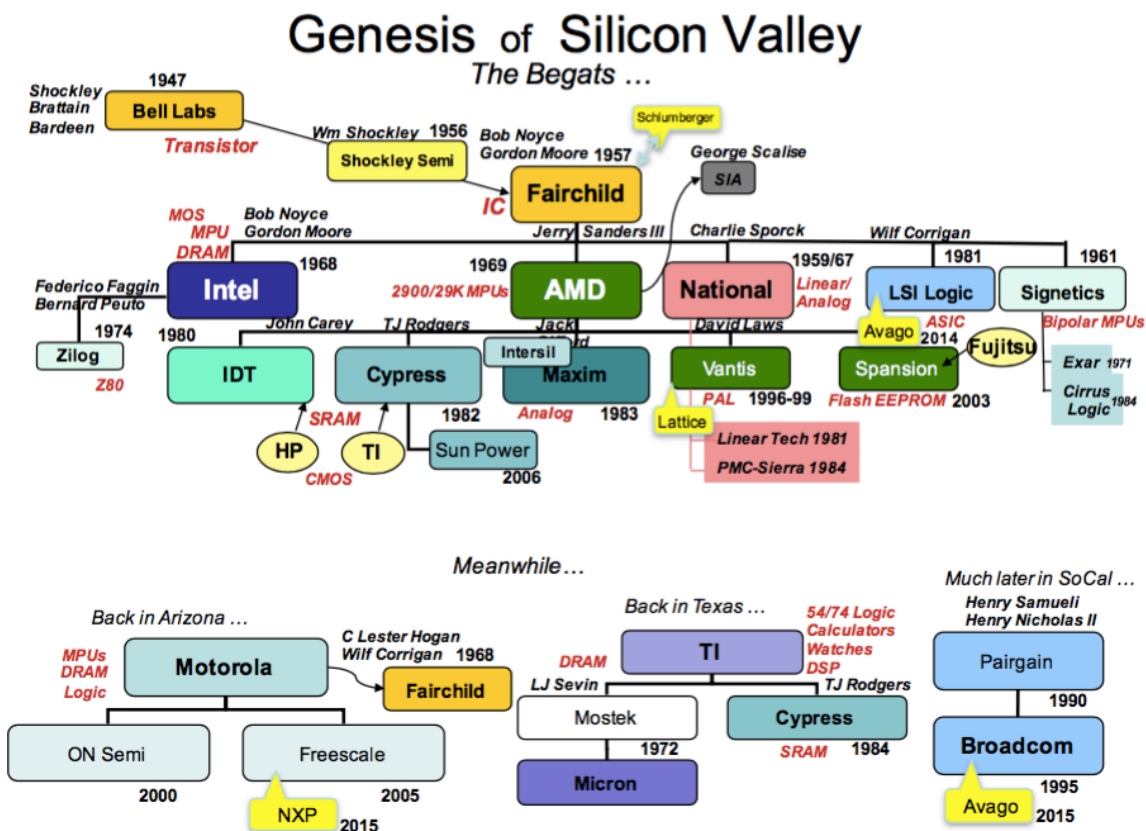 Genesis of Silicon Valley
The Begats ...
1947
Shockley
Brattain
Bardeen
Bell Labs
Transistor
Wm Shockley 1956
Shockley Semi
Bob Noyce
Gordon Moore 1957
Schlumberger
Fairchild
IC
George Scalise
SIA
MOS
MPU
DRAM
Bob Noyce
Gordon Moore
Jerry Sanders III
Charlie Sporck
Wilf Corrigan
1968
Intel
1969
2900/29K MPUs
AMD
1959/67
National
Linear/
Analog
1981
LSI Logic
ASIC
Avago
2014
1961
Signetics
Bipolar MPUs
Exar 1971
Cirrus
Logic 1984
Federico Faggin
Bernard Peuto
1974
Zilog
Z80
1980
John Carey
IDT
TJ Rodgers
Cypress
1982
Jack
Intersil
Maxim
Analog
1983
David Laws
Vantis
PAL
1996-99
Lattice
Fujitsu
Spansion
Flash EEPROM 2003
HP
SRAM
TI
CMOS
Sun Power
2006
Linear Tech 1981
PMC-Sierra 1984
Meanwhile...
Back in Arizona ...
MPUs
DRAM
Logic
Motorola
C Lester Hogan
Wilf Corrigan 1968
Fairchild
ON Semi
2000
Freescale
2005
NXP
2015
Back in Texas ...
DRAM
TI
54/74 Logic
Calculators
Watches
DSP
LJ Sevin
Mostek
1972
Micron
TJ Rodgers
Cypress
SRAM
1984
Much later in SoCal ...
Henry Samueli
Henry Nicholas II
Pairgain
1990
Broadcom
1995
Avago
2015